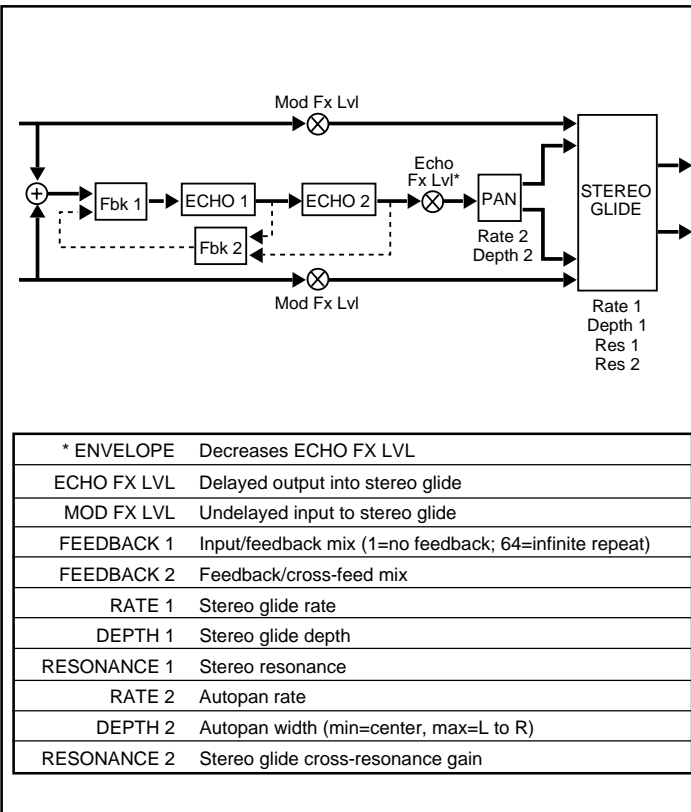 Mod Fx Lvl
Echo
Fx Lvl*
+
Fbk 1
ECHO 1
ECHO 2
PAN
STEREO
GLIDE
Fbk 2
Rate 2
Depth 2
Mod Fx Lvl
Rate 1
Depth 1
Res 1
Res 2
* ENVELOPE Decreases ECHO FX LVL
ECHO FX LVL Delayed output into stereo glide
MOD FX LVL Undelayed input to stereo glide
FEEDBACK 1 Input/feedback mix (1=no feedback; 64=infinite repeat)
FEEDBACK 2 Feedback/cross-feed mix
RATE 1 Stereo glide rate
DEPTH 1 Stereo glide depth
RESONANCE 1 Stereo resonance
RATE 2 Autopan rate
DEPTH 2 Autopan width (min=center, max=L to R)
RESONANCE 2 Stereo glide cross-resonance gain